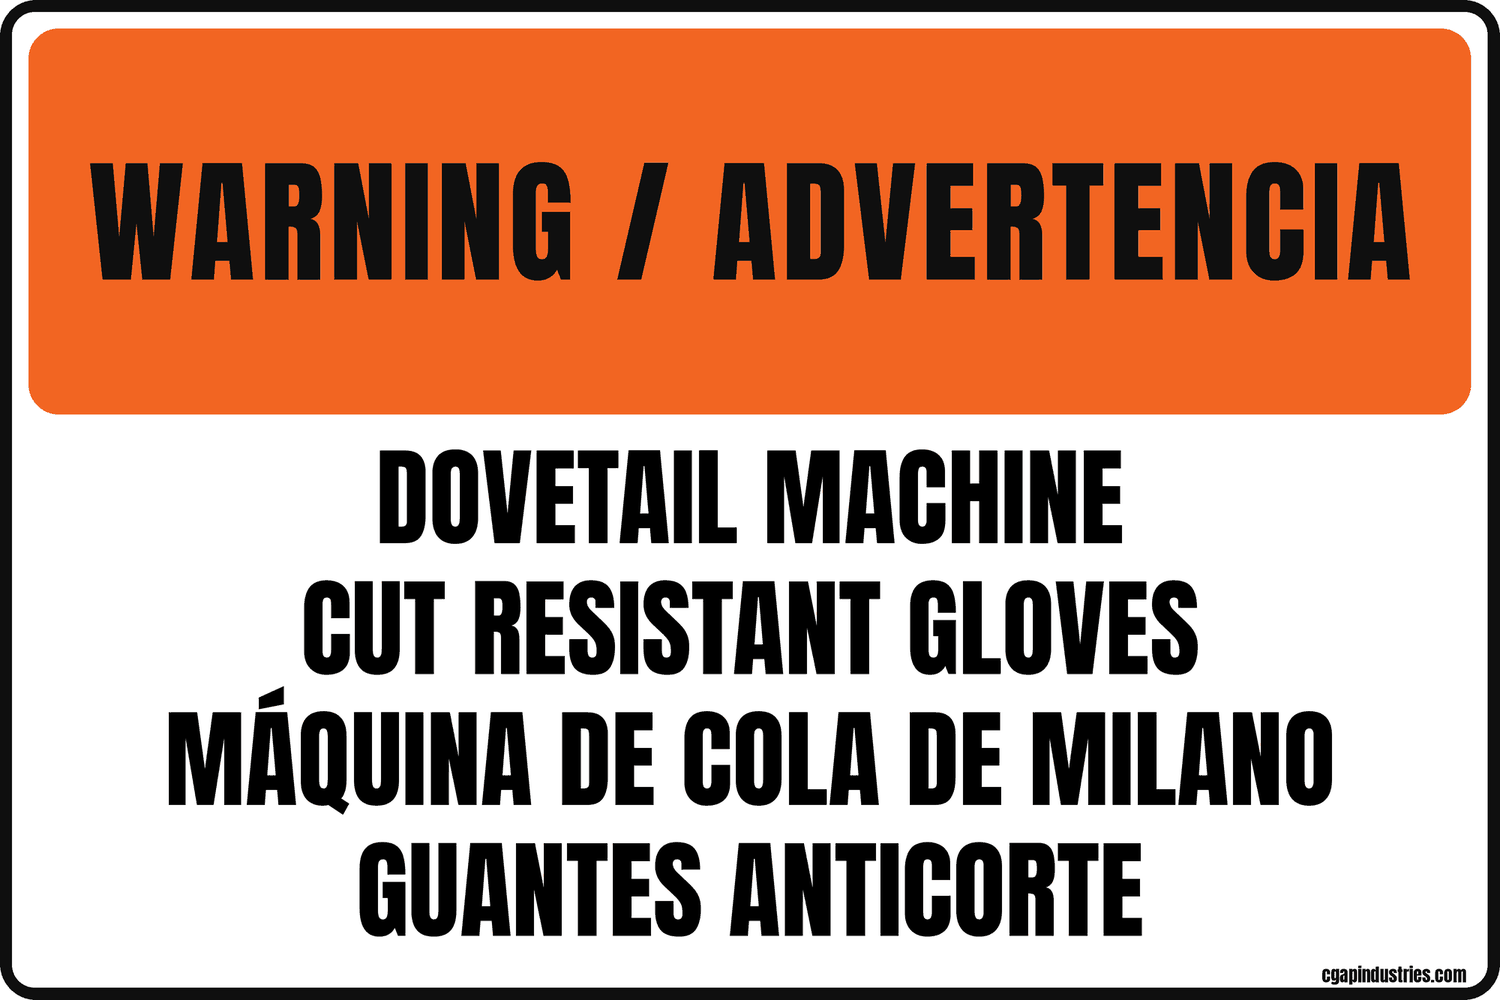 WARNING / ADVERTENCIA
DOVETAIL MACHINE
CUT RESISTANT GLOVES
MÁQUINA DE COLA DE MILANO
GUANTES ANTICORTE
cgapindustries.com